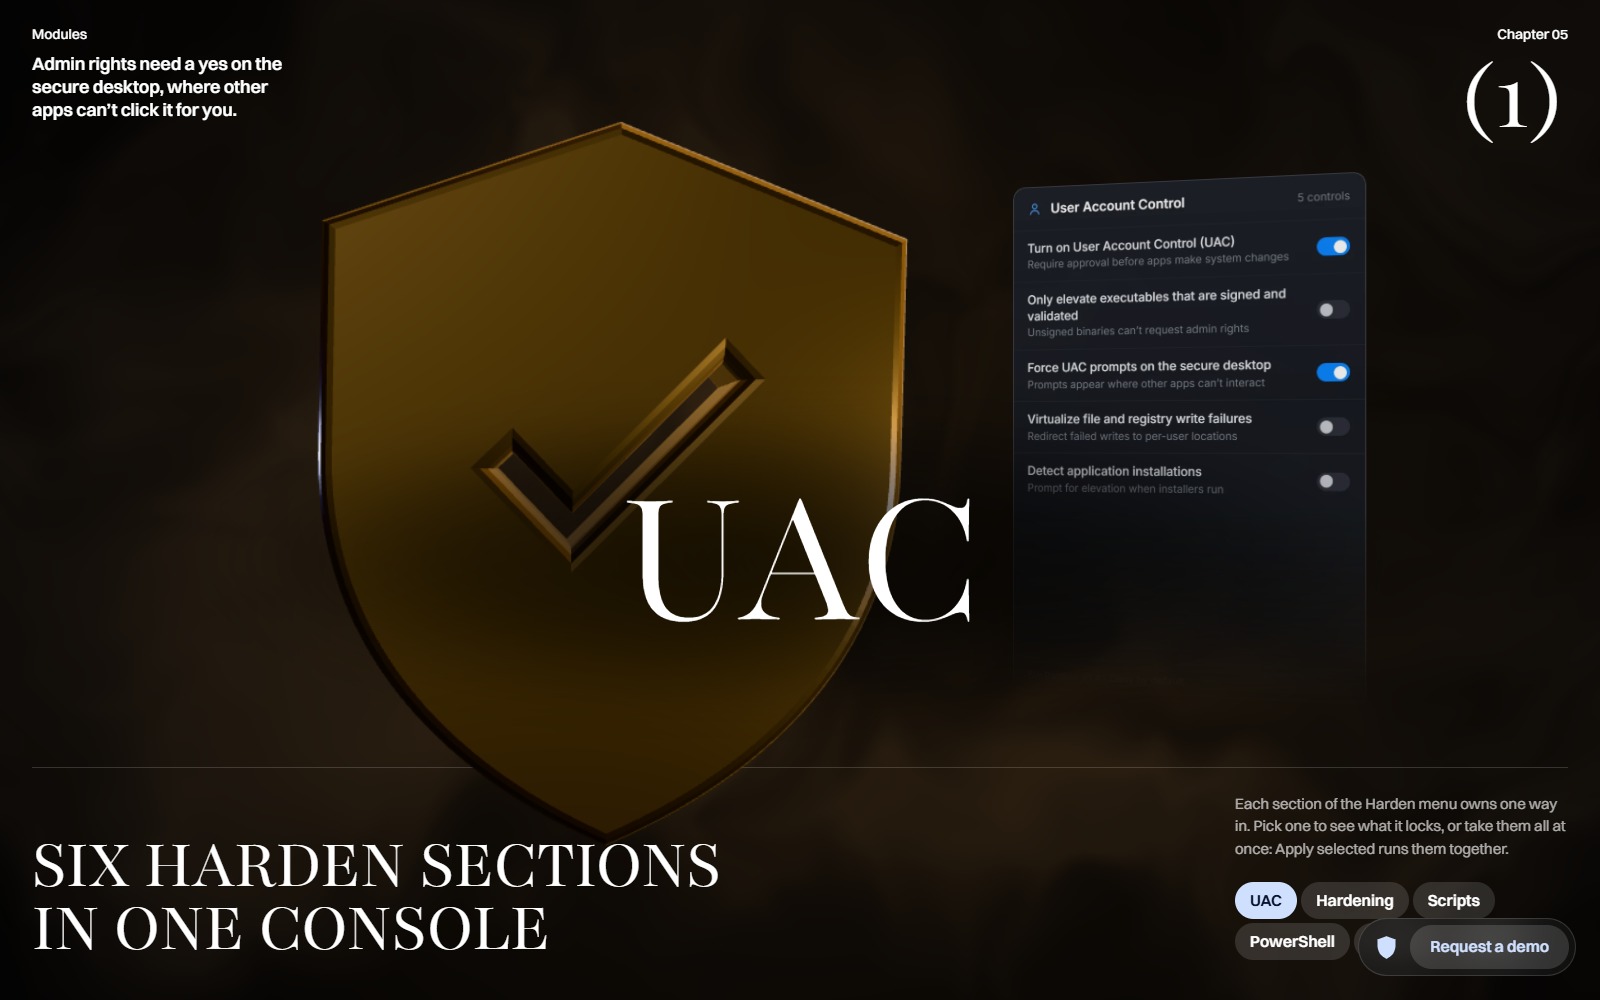 Modules
Admin rights need a yes on the
secure desktop, where other
apps can't click it for you.
Chapter 05
(1)
User Account Control
5 controls
Turn on User Account Control (UAC)
Require approval before apps make system changes
Only elevate executables that are signed and
validated
Unsigned binaries can't request admin rights
Force UAC prompts on the secure desktop
Prompts appear where other apps can't interact
Virtualize file and registry write failures
Redirect failed writes to per-user locations
Detect application installations
Prompt for elevation when installers run
UAC
SIX HARDEN SECTIONS
IN ONE CONSOLE
Each section of the Harden menu owns one way
in. Pick one to see what it locks, or take them all at
once: Apply selected runs them together.
UAC
Hardening
Scripts
PowerShell
Request a demo